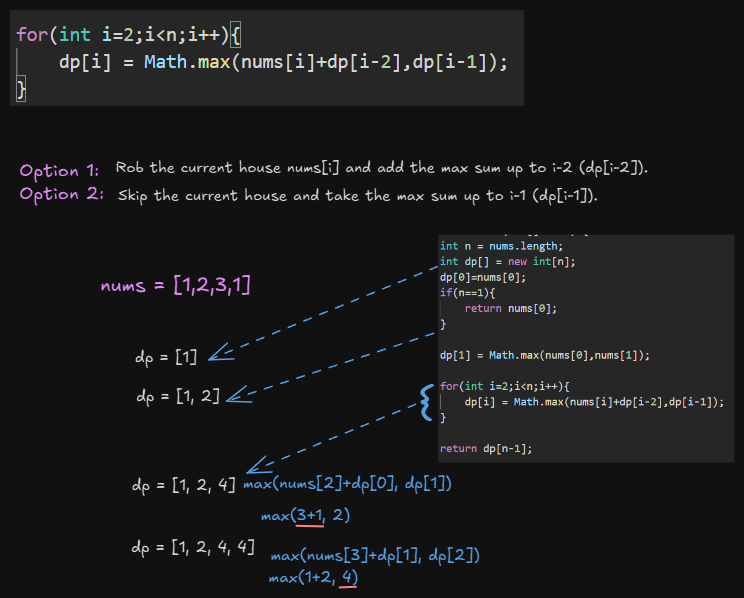 for(int i=2;i<n;i++){
dp[i] = Math.max(nums[i]+dp[i-2],dp[i-1]);
}
Option 1: Rob the current house nums[i] and add the max sum up to i-2 (dp[i-2]).
Option 2: Skip the current house and take the max sum up to i-1 (dp[i-1]).
int n = nums.length;
int dp[] = new int[n];
dp[0]=nums[0];
if(n==1){
return nums[0];
}
dp[1] = Math.max(nums[0],nums[1]);
for(int i=2;i<n;i++){
dp[i] = Math.max(nums[i]+dp[i-2],dp[i-1]);
}
return dp[n-1];
nums = [1,2,3,1]
dp = [1]
dp = [1, 2]
dp = [1, 2, 4] max(nums[2]+dp[0], dp[1])
max(3+1, 2)
dp = [1, 2, 4, 4] max(nums[3]+dp[1], dp[2])
max(1+2, 4)